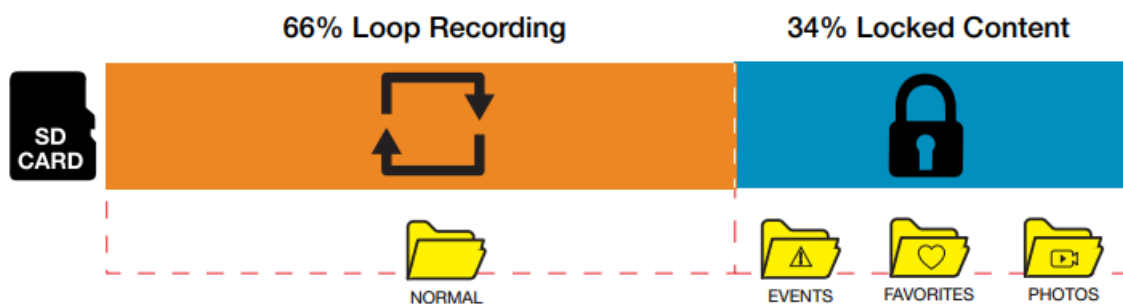 66% Loop Recording
34% Locked Content
SD
CARD
NORMAL
EVENTS
FAVORITES
PHOTOS